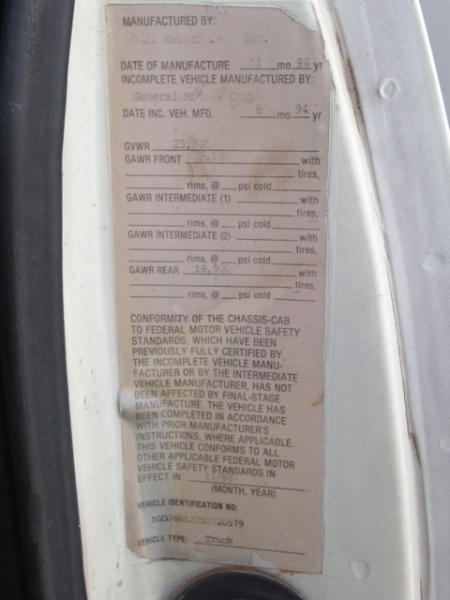 MANUFACTURED BY:
O.J. Watson Inc.
DATE OF MANUFACTURE 11 mo 94 yr
INCOMPLETE VEHICLE MANUFACTURED BY:
General
DATE INC. VEH. MFD. 8 mo 94 yr
GVWR
GAWR FRONT with
tires,
rims, @ psi cold
GAWR INTERMEDIATE (1) with
tires,
rims, @ psi cold
GAWR INTERMEDIATE (2) with
tires,
rims, @ psi cold
GAWR REAR with
tires,
rims, @ psi cold
CONFORMITY OF THE CHASSIS-CAB
TO FEDERAL MOTOR VEHICLE SAFETY
STANDARDS, WHICH HAVE BEEN
PREVIOUSLY FULLY CERTIFIED BY
THE INCOMPLETE VEHICLE MANU-
FACTURER OR BY THE INTERMEDIATE
VEHICLE MANUFACTURER, HAS NOT
BEEN AFFECTED BY FINAL-STAGE
MANUFACTURE. THE VEHICLE HAS
BEEN COMPLETED IN ACCORDANCE
WITH PRIOR MANUFACTURER'S
INSTRUCTIONS, WHERE APPLICABLE.
THIS VEHICLE CONFORMS TO ALL
OTHER APPLICABLE FEDERAL MOTOR
VEHICLE SAFETY STANDARDS IN
EFFECT IN
(MONTH, YEAR)
VEHICLE IDENTIFICATION NO:
VEHICLE TYPE: Truck